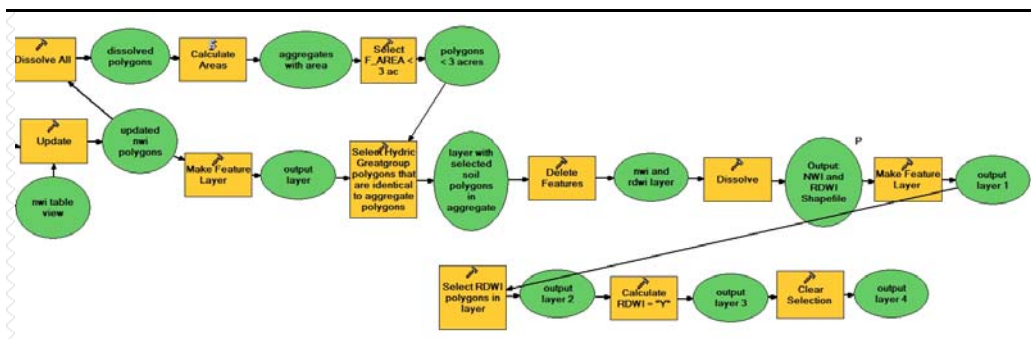 Dissolve All
dissolved
polygons
Calculate
Areas
aggregates
with area
Select
F_AREA <
3 ac
polygons
< 3 acres
Update
updated
nwi
polygons
nwi table
view
Make Feature
Layer
output
layer
Select Hydric
Greatgroup
polygons that
are identical
to aggregate
polygons
layer with
selected
soil
polygons
in
aggregate
Delete
Features
nwi and
rdwi layer
Dissolve
Output:
NWI and
RDWI
Shapefile
P
Make Feature
Layer
output
layer 1
Select RDWI
polygons in
layer
output
layer 2
Calculate
RDWI = "Y"
output
layer 3
Clear
Selection
output
layer 4